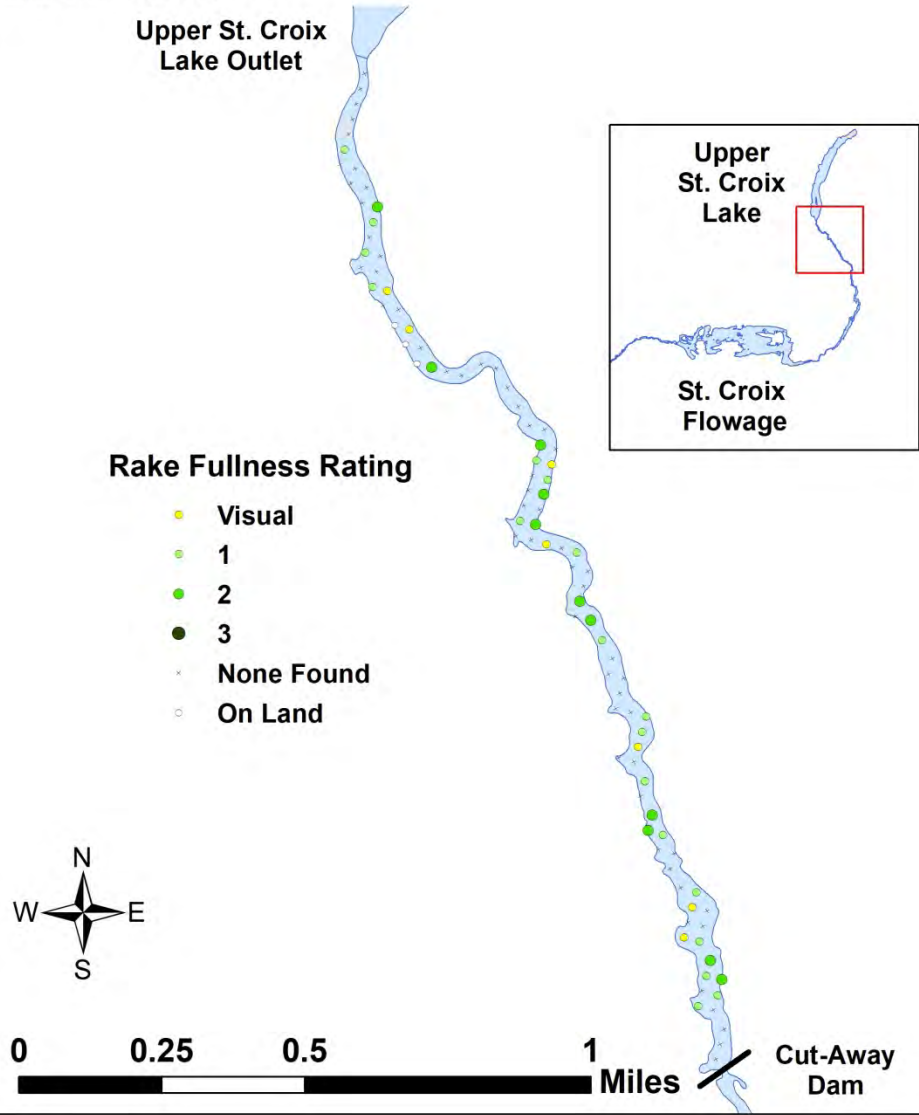 Upper St. Croix
Lake Outlet
Upper
St. Croix
Lake
St. Croix
Flowage
Rake Fullness Rating
Visual
1
2
3
None Found
On Land
N
W
E
S
0
0.25
0.5
1
Miles
Cut-Away
Dam